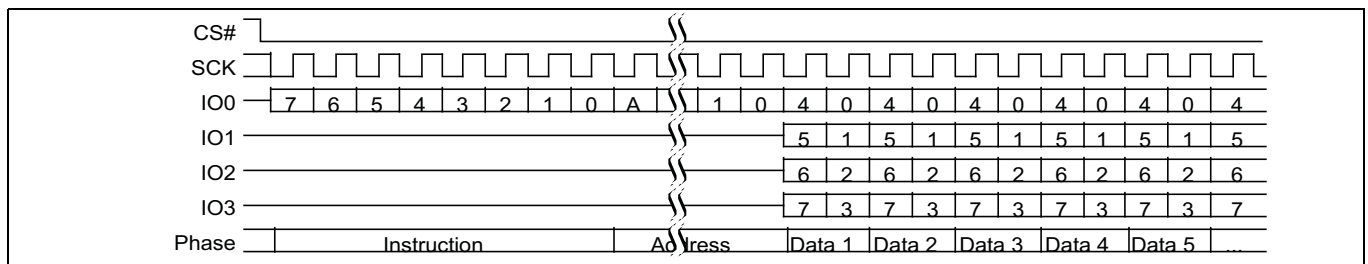 CS#
SCK
IO0 7 6 5 4 3 2 1 0 A 1 0 4 0 4 0 4 0 4 0 4 0 4
IO1 5 1 5 1 5 1 5 1 5 1 5
IO2 6 2 6 2 6 2 6 2 6 2 6
IO3 7 3 7 3 7 3 7 3 7 3 7
Phase Instruction Address Data 1 Data 2 Data 3 Data 4 Data 5 ...